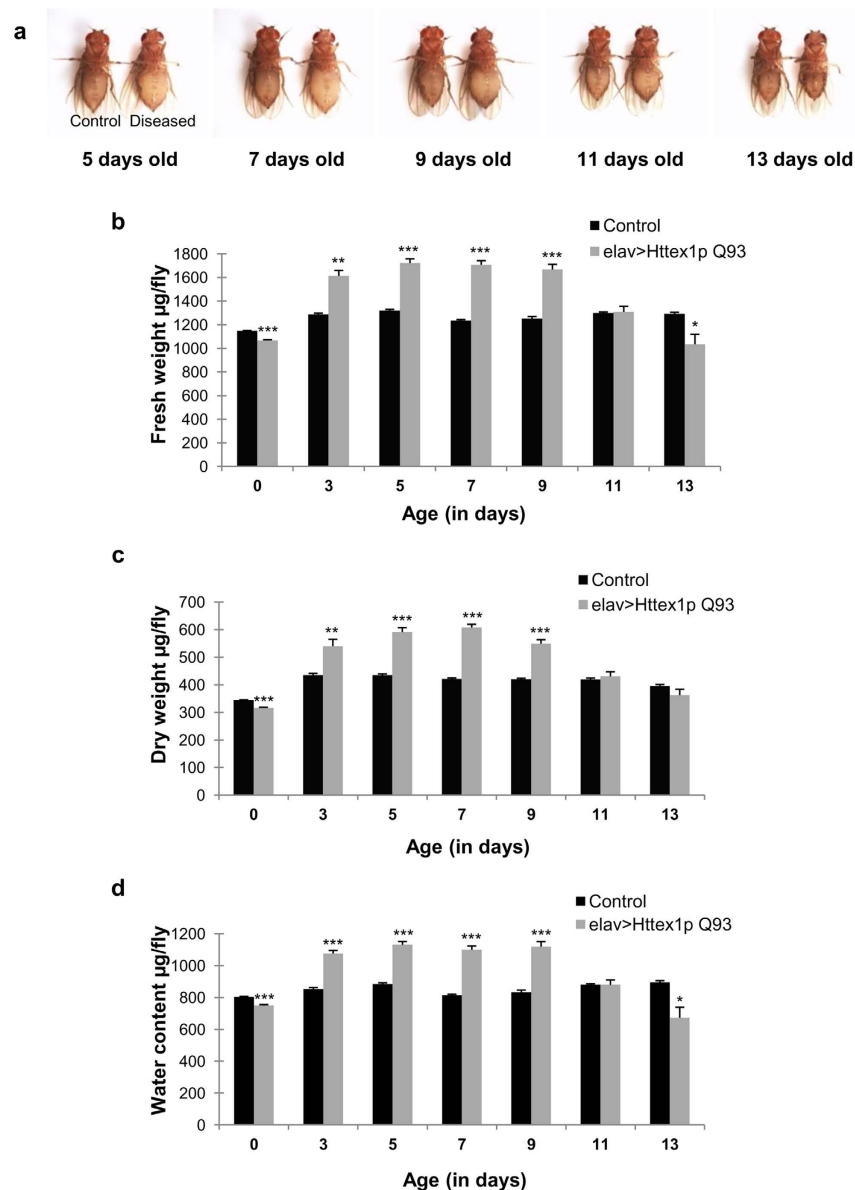 a
Control Diseased
5 days old 7 days old 9 days old 11 days old 13 days old
b
Control
elav>Httex1p Q93
Fresh weight µg/fly
1800
1600
1400
1200
1000
800
600
400
200
0
*** ** *** *** *** *
0 3 5 7 9 11 13
Age (in days)
c
Control
elav>Httex1p Q93
Dry weight µg/fly
700
600
500
400
300
200
100
0
*** ** *** *** ***
0 3 5 7 9 11 13
Age (in days)
d
Control
elav>Httex1p Q93
Water content µg/fly
1200
1000
800
600
400
200
0
*** *** *** *** *** *
0 3 5 7 9 11 13
Age (in days)